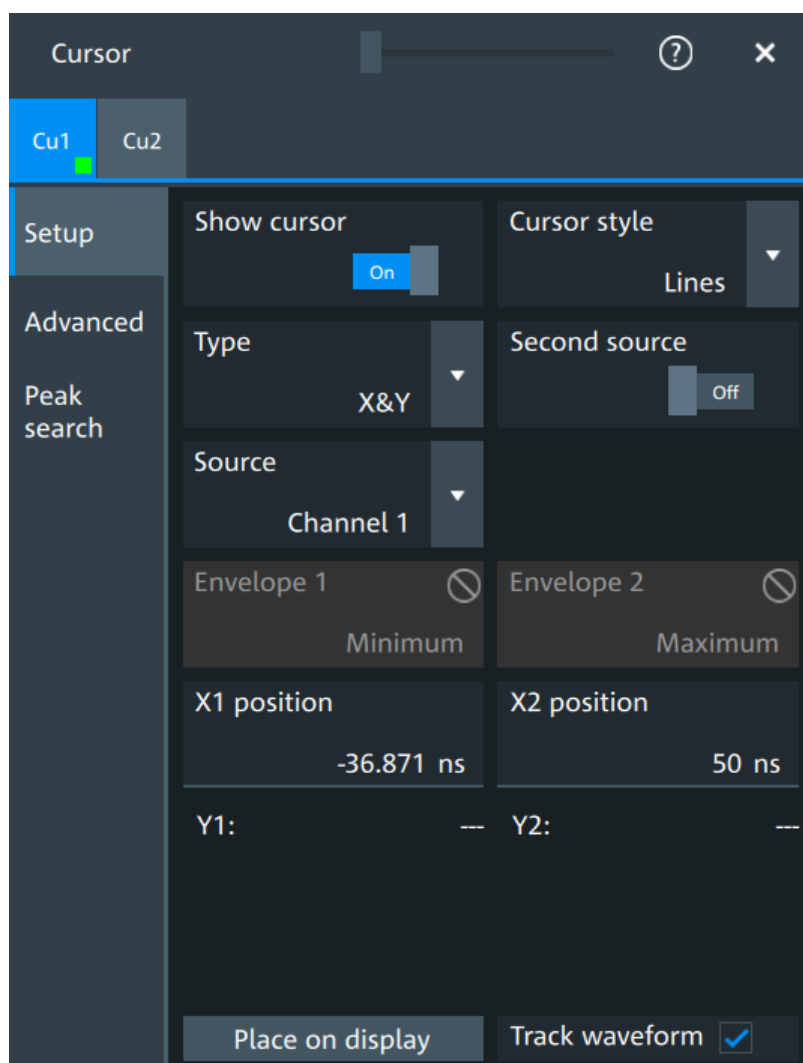 Cursor
?
Cu1 Cu2
Setup
Advanced
Peak
search
Show cursor
On
Cursor style
Lines
Type
X&Y
Second source
Off
Source
Channel 1
Envelope 1
Minimum
Envelope 2
Maximum
X1 position
-36.871 ns
X2 position
50 ns
Y1: ---
Y2: ---
Place on display
Track waveform